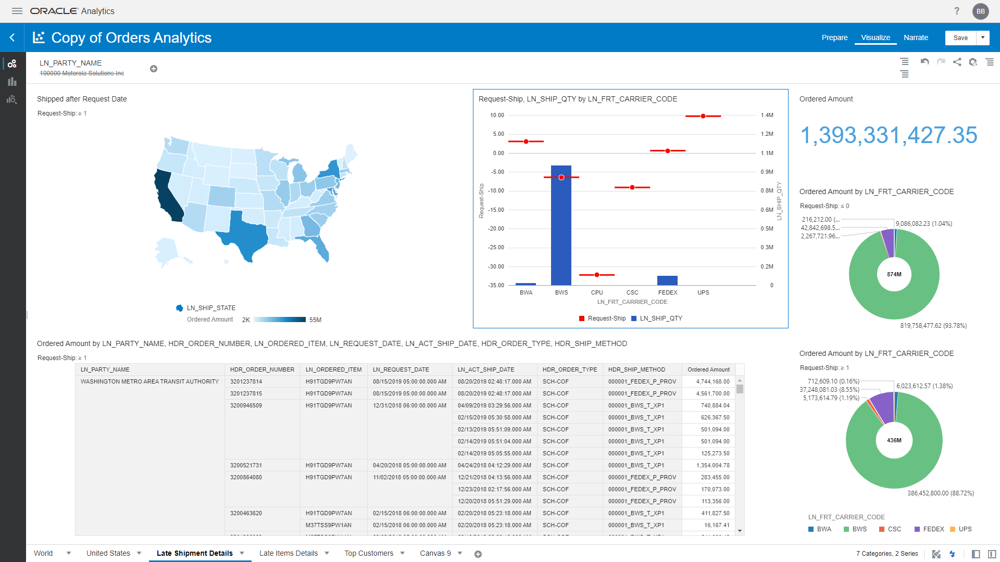 ORACLE Analytics
?
BB
Copy of Orders Analytics
Prepare
Visualize
Narrate
Save
LN_PARTY_NAME
100000 Motorola Solutions Inc
Shipped after Request Date
Request-Ship: ≥ 1
LN_SHIP_STATE
Ordered Amount 2K 55M
Request-Ship, LN_SHIP_QTY by LN_FRT_CARRIER_CODE
10.00 1.4M
5.00 1.2M
0.00 1.1M
-5.00 0.9M
-10.00 0.8M
-15.00 0.6M
-20.00 0.5M
-25.00 0.3M
-30.00 0.2M
-35.00 0
Request-Ship
LN_SHIP_QTY
BWA BWS CPU CSC FEDEX UPS
LN_FRT_CARRIER_CODE
Request-Ship LN_SHIP_QTY
Ordered Amount
1,393,331,427.35
Ordered Amount by LN_FRT_CARRIER_CODE
Request-Ship: ≤ 0
216,212.00 (...
9,086,082.23 (1.04%)
42,842,698.5...
2,267,721.96...
874M
819,758,477.62 (93.78%)
Ordered Amount by LN_PARTY_NAME, HDR_ORDER_NUMBER, LN_ORDERED_ITEM, LN_REQUEST_DATE, LN_ACT_SHIP_DATE, HDR_ORDER_TYPE, HDR_SHIP_METHOD
Request-Ship: ≥ 1
LN_PARTY_NAME HDR_ORDER_NUMBER LN_ORDERED_ITEM LN_REQUEST_DATE LN_ACT_SHIP_DATE HDR_ORDER_TYPE HDR_SHIP_METHOD Ordered Amount
WASHINGTON METRO AREA TRANSIT AUTHORITY 3201237814 H91TGD9PW7AN 08/15/2019 05:00:00.000 AM 08/20/2019 02:48:17.000 AM SCH-COF 000001_FEDEX_P_PROV 4,744,168.00
3201237815 H91TGD9PW7AN 08/15/2019 05:00:00.000 AM 08/20/2019 02:48:17.000 AM SCH-COF 000001_FEDEX_P_PROV 4,561,700.00
3200946509 H91TGD9PW7AN 12/31/2018 06:00:00.000 AM 04/09/2019 03:29:56.000 AM SCH-COF 000001_BWS_T_XP1 740,884.04
02/15/2019 05:30:58.000 AM SCH-COF 000001_BWS_T_XP1 626,367.50
02/13/2019 05:51:09.000 AM SCH-COF 000001_BWS_T_XP1 501,094.00
02/14/2019 05:51:04.000 AM SCH-COF 000001_BWS_T_XP1 501,094.00
02/14/2019 05:05:55.000 AM SCH-COF 000001_BWS_T_XP1 125,273.50
3200521731 H91TGD9PW7AN 04/20/2018 05:00:00.000 AM 04/24/2018 04:12:29.000 AM SCH-COF 000001_BWS_T_XP1 1,354,004.78
3200864080 H91TGD9PW7AN 11/02/2018 05:00:00.000 AM 12/21/2018 04:13:56.000 AM SCH-COF 000001_FEDEX_P_PROV 283,455.00
12/23/2018 02:17:56.000 AM SCH-COF 000001_FEDEX_P_PROV 170,073.00
12/20/2018 05:51:29.000 AM SCH-COF 000001_FEDEX_P_PROV 113,356.00
3200463620 H91TGD9PW7AN 02/15/2018 06:00:00.000 AM 02/20/2018 05:23:18.000 AM SCH-COF 000001_BWS_T_XP1 411,827.50
M37TSS9PW1AN 02/15/2018 06:00:00.000 AM 02/20/2018 05:23:18.000 AM SCH-COF 000001_BWS_T_XP1 16,167.41
Ordered Amount by LN_FRT_CARRIER_CODE
Request-Ship: ≥ 1
712,609.10 (0.16%)
6,023,612.57 (1.38%)
37,248,081.03 (8.55%)
5,173,614.79 (1.19%)
436M
386,452,800.00 (88.72%)
LN_FRT_CARRIER_CODE
BWA BWS CSC FEDEX UPS
World
United States
Late Shipment Details
Late Items Details
Top Customers
Canvas 9
7 Categories, 2 Series